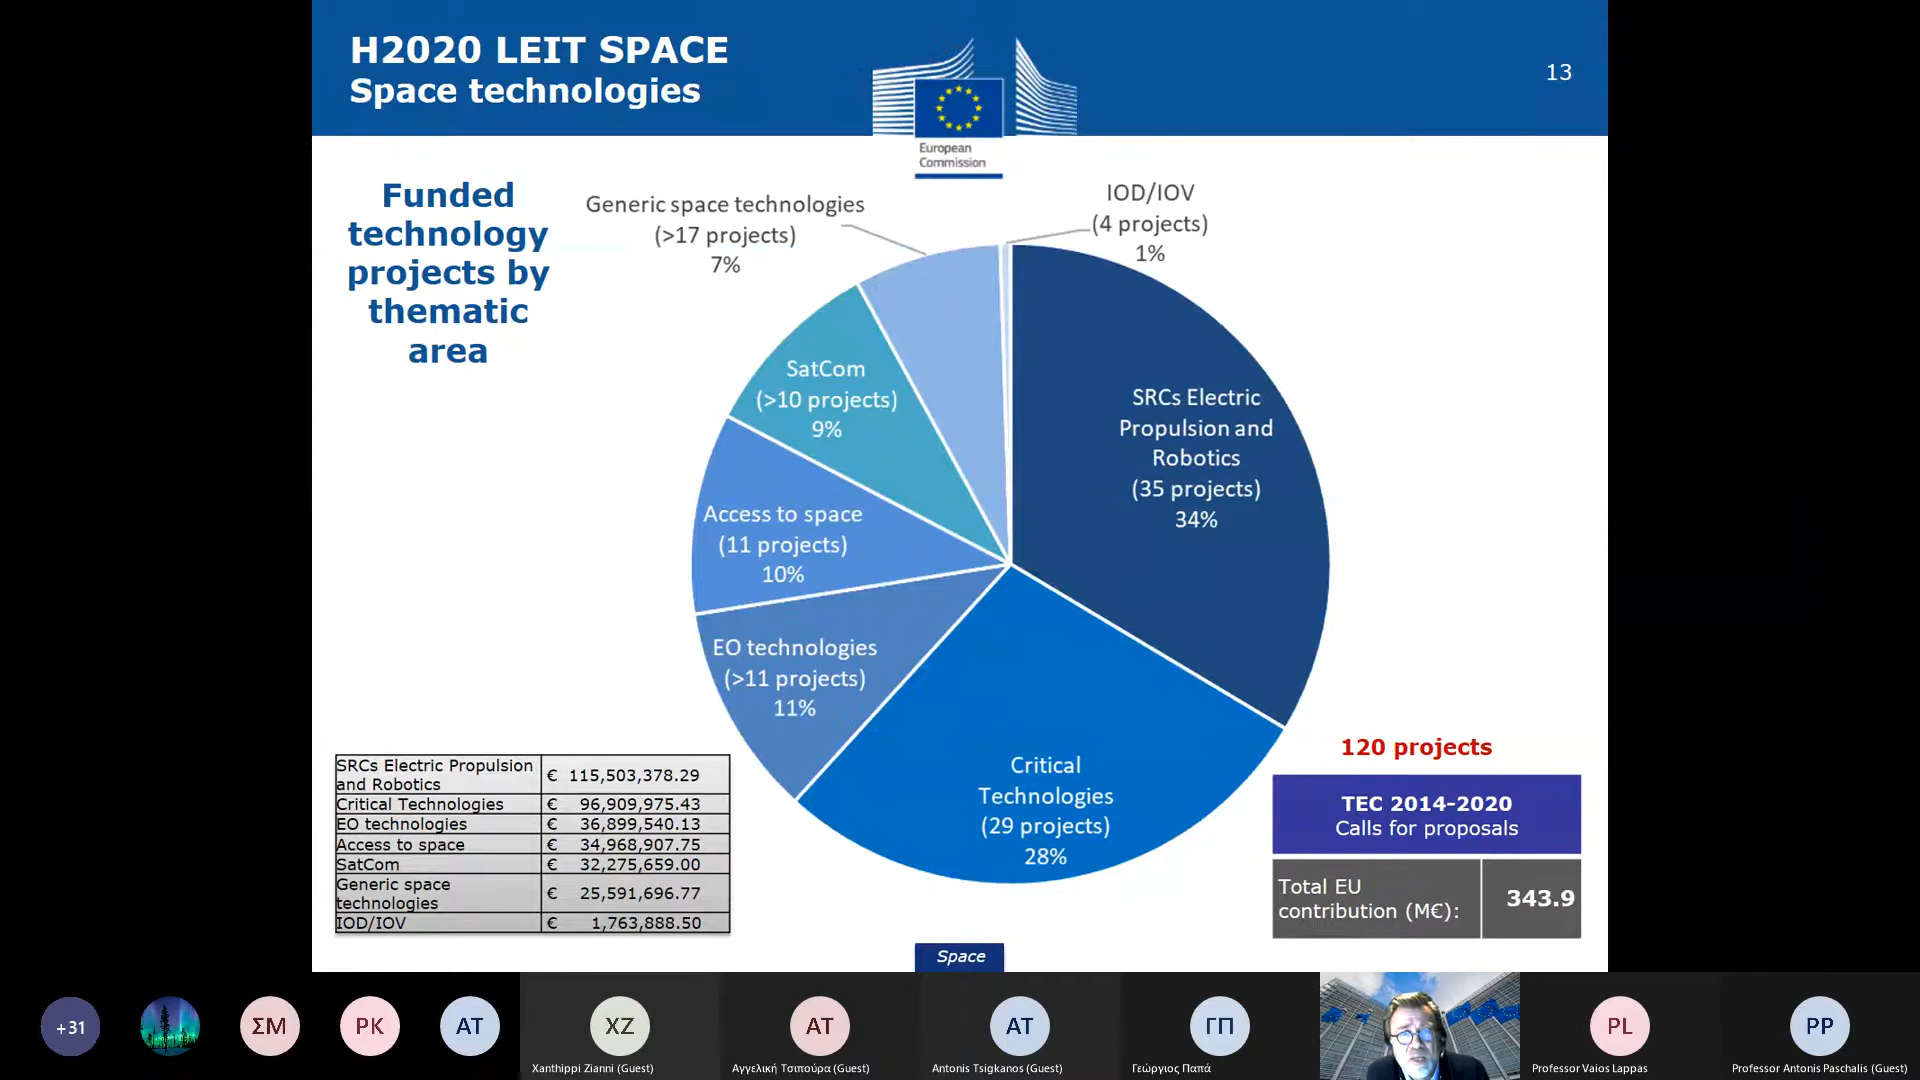 H2020 LEIT SPACE
Space technologies
13
European
Commission
Funded
technology
projects by
thematic
area
Generic space technologies
(>17 projects)
7%
IOD/IOV
(4 projects)
1%
SatCom
(>10 projects)
9%
SRCs Electric
Propulsion and
Robotics
(35 projects)
34%
Access to space
(11 projects)
10%
EO technologies
(>11 projects)
11%
Critical
Technologies
(29 projects)
28%
SRCs Electric Propulsion
and Robotics € 115,503,378.29
Critical Technologies € 96,909,975.43
EO technologies € 36,899,540.13
Access to space € 34,968,907.75
SatCom € 32,275,659.00
Generic space
technologies € 25,591,696.77
IOD/IOV € 1,763,888.50
120 projects
TEC 2014-2020
Calls for proposals
Total EU
contribution (M€): 343.9
Space
+31
ΣΜ
PK
AT
XZ
Xanthippi Zianni (Guest)
AT
Αγγελική Τσιπούρα (Guest)
AT
Antonis Tsigkanos (Guest)
ΓΠ
Γεώργιος Παπά
PL
Professor Vaios Lappas
PP
Professor Antonis Paschalis (Guest)